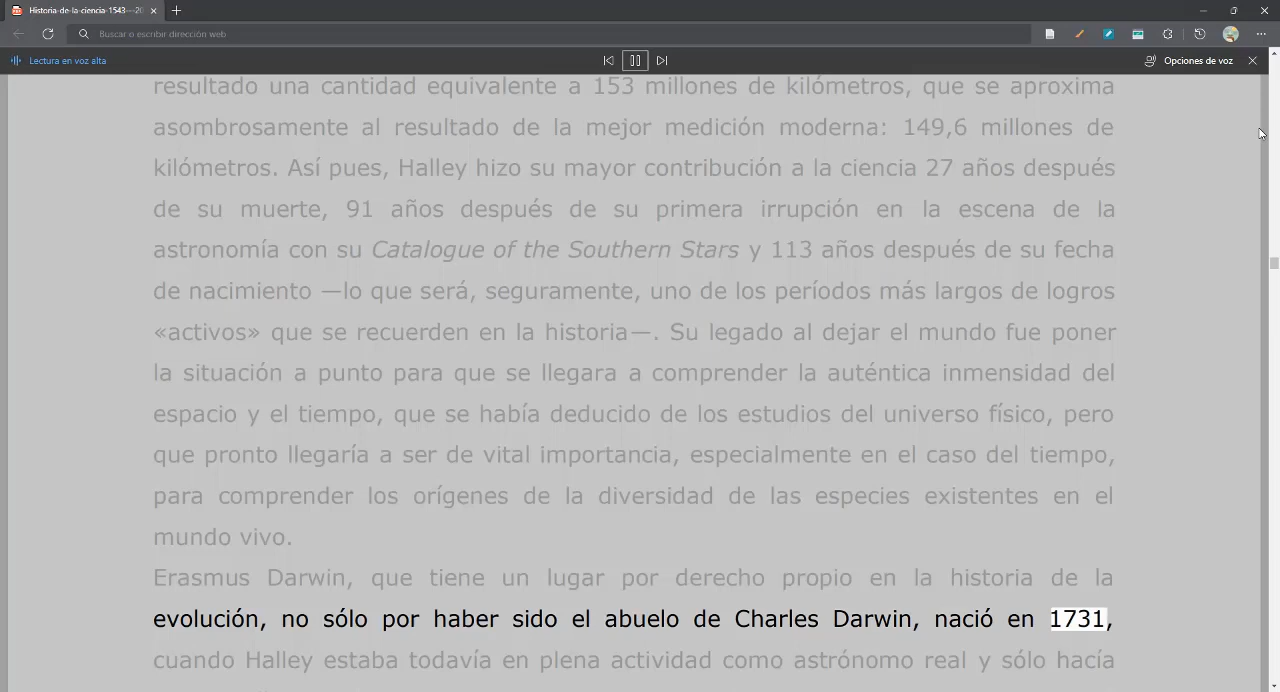 Historia-de-la-ciencia-1543---20
Buscar o escribir dirección web
Lectura en voz alta
Opciones de voz
resultado una cantidad equivalente a 153 millones de kilómetros, que se aproxima
asombrosamente al resultado de la mejor medición moderna: 149,6 millones de
kilómetros. Así pues, Halley hizo su mayor contribución a la ciencia 27 años después
de su muerte, 91 años después de su primera irrupción en la escena de la
astronomía con su Catalogue of the Southern Stars y 113 años después de su fecha
de nacimiento —lo que será, seguramente, uno de los períodos más largos de logros
«activos» que se recuerden en la historia—. Su legado al dejar el mundo fue poner
la situación a punto para que se llegara a comprender la auténtica inmensidad del
espacio y el tiempo, que se había deducido de los estudios del universo físico, pero
que pronto llegaría a ser de vital importancia, especialmente en el caso del tiempo,
para comprender los orígenes de la diversidad de las especies existentes en el
mundo vivo.
Erasmus Darwin, que tiene un lugar por derecho propio en la historia de la
evolución, no sólo por haber sido el abuelo de Charles Darwin, nació en 1731,
cuando Halley estaba todavía en plena actividad como astrónomo real y sólo hacía